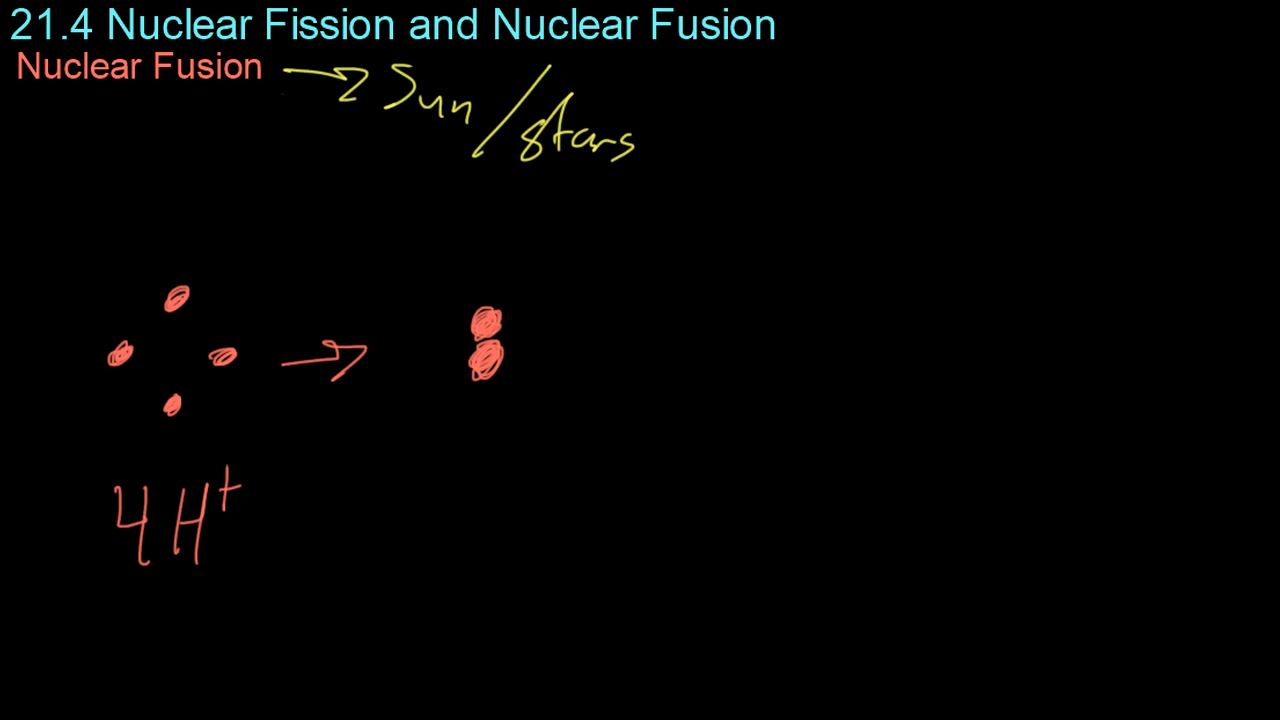 21.4 Nuclear Fission and Nuclear Fusion
Nuclear Fusion → Sun/stars
4H+